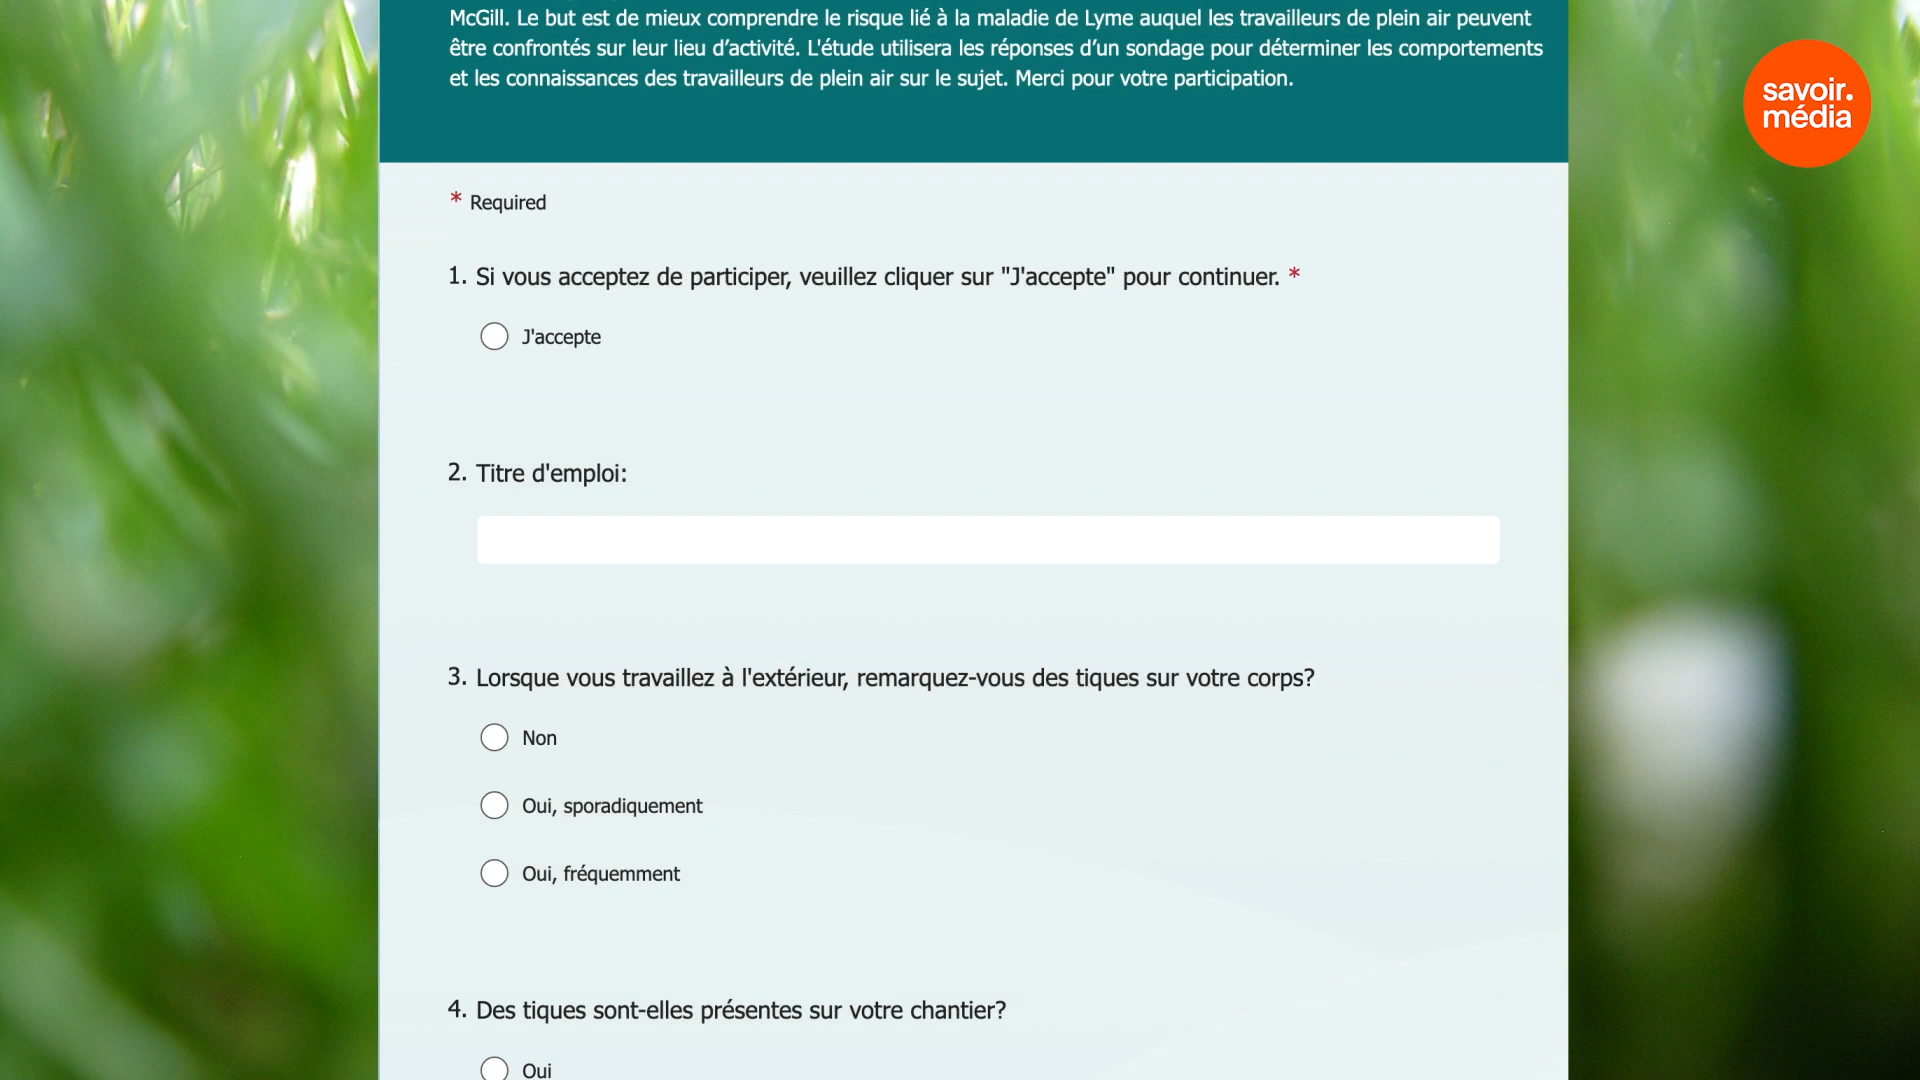 McGill. Le but est de mieux comprendre le risque lié à la maladie de Lyme auquel les travailleurs de plein air peuvent
être confrontés sur leur lieu d’activité. L'étude utilisera les réponses d’un sondage pour déterminer les comportements
et les connaissances des travailleurs de plein air sur le sujet. Merci pour votre participation.
savoir.
média
* Required
1. Si vous acceptez de participer, veuillez cliquer sur "J'accepte" pour continuer. *
J'accepte
2. Titre d'emploi:
3. Lorsque vous travaillez à l'extérieur, remarquez-vous des tiques sur votre corps?
Non
Oui, sporadiquement
Oui, fréquemment
4. Des tiques sont-elles présentes sur votre chantier?
Oui